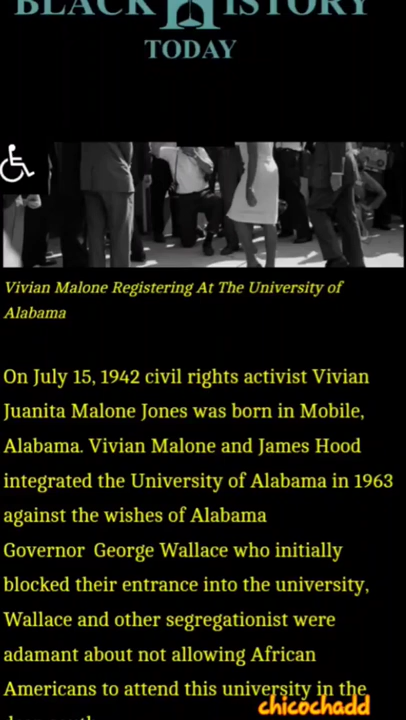 BLACK HISTORY
TODAY
Vivian Malone Registering At The University of
Alabama
On July 15, 1942 civil rights activist Vivian
Juanita Malone Jones was born in Mobile,
Alabama. Vivian Malone and James Hood
integrated the University of Alabama in 1963
against the wishes of Alabama
Governor George Wallace who initially
blocked their entrance into the university,
Wallace and other segregationist were
adamant about not allowing African
Americans to attend this university in the
chicochadd